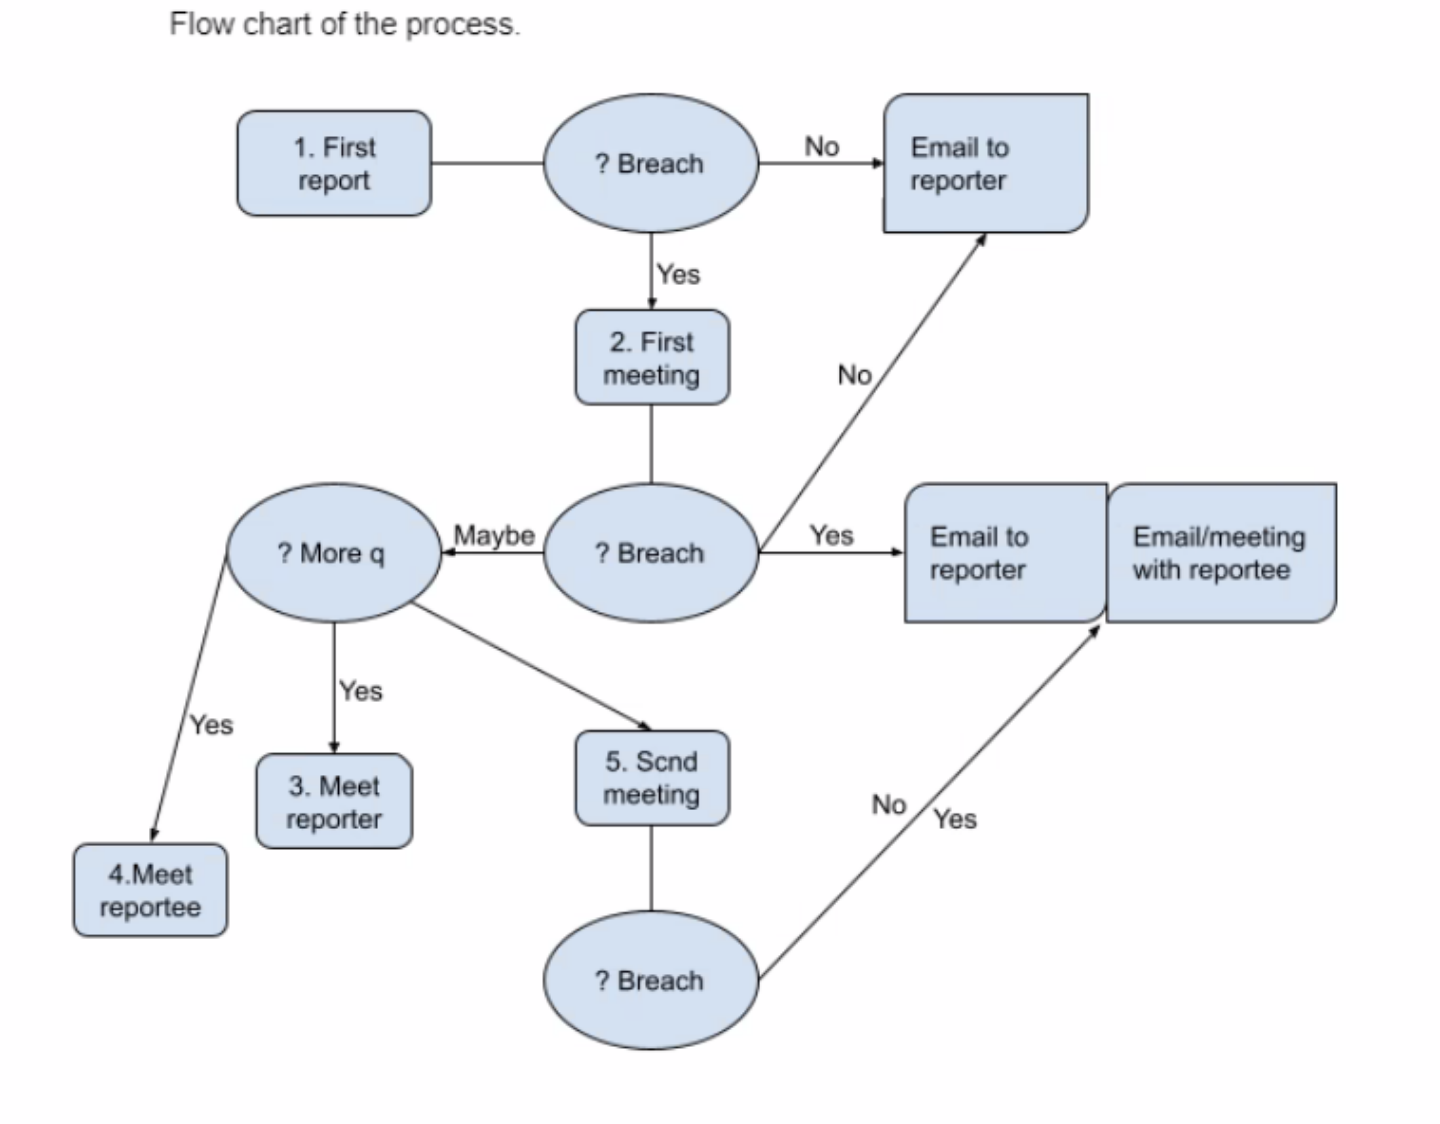 Flow chart of the process.
1. First
report
? Breach
No
Email to
reporter
Yes
2. First
meeting
No
? More q
Maybe
? Breach
Yes
Email to
reporter
Email/meeting
with reportee
Yes
Yes
3. Meet
reporter
4.Meet
reportee
5. Scnd
meeting
No
Yes
? Breach